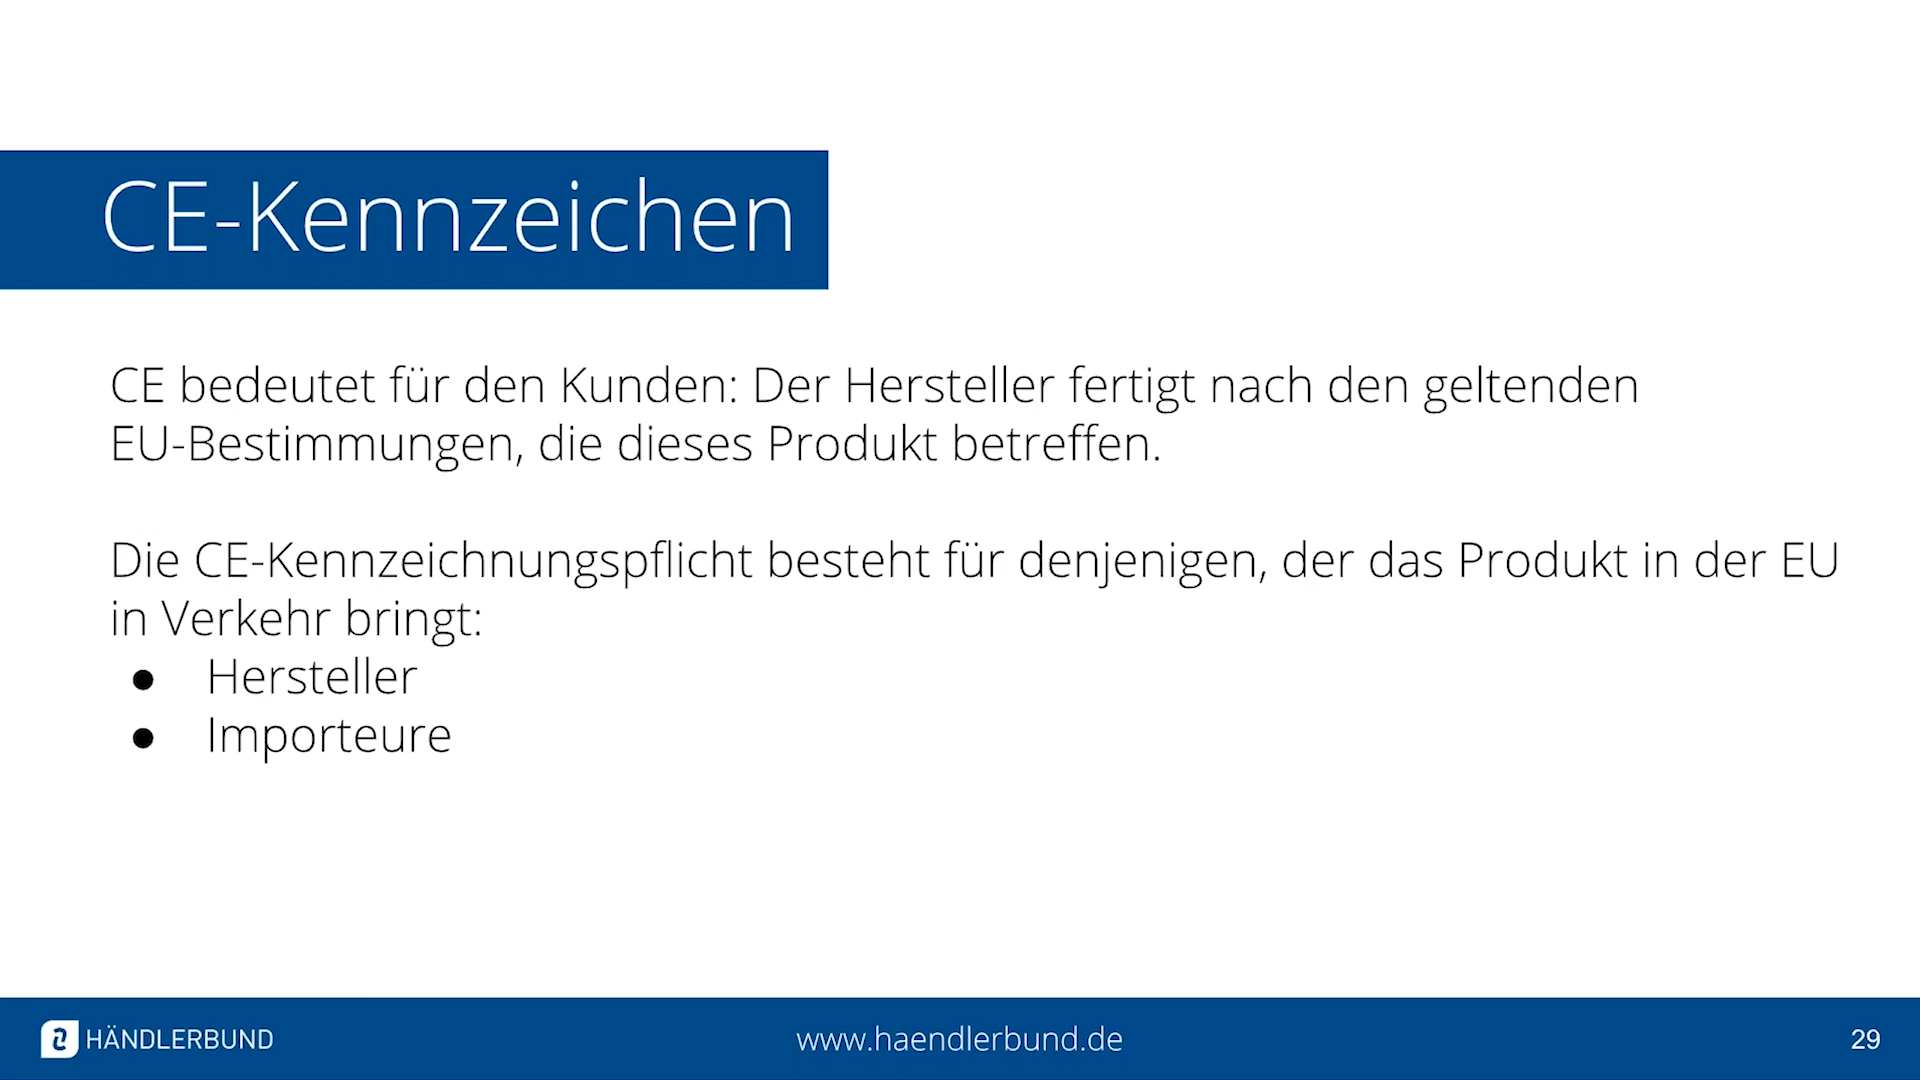 CE-Kennzeichen
CE bedeutet für den Kunden: Der Hersteller fertigt nach den geltenden
EU-Bestimmungen, die dieses Produkt betreffen.
Die CE-Kennzeichnungspflicht besteht für denjenigen, der das Produkt in der EU
in Verkehr bringt:
● Hersteller
● Importeure
HÄNDLERBUND
www.haendlerbund.de
29